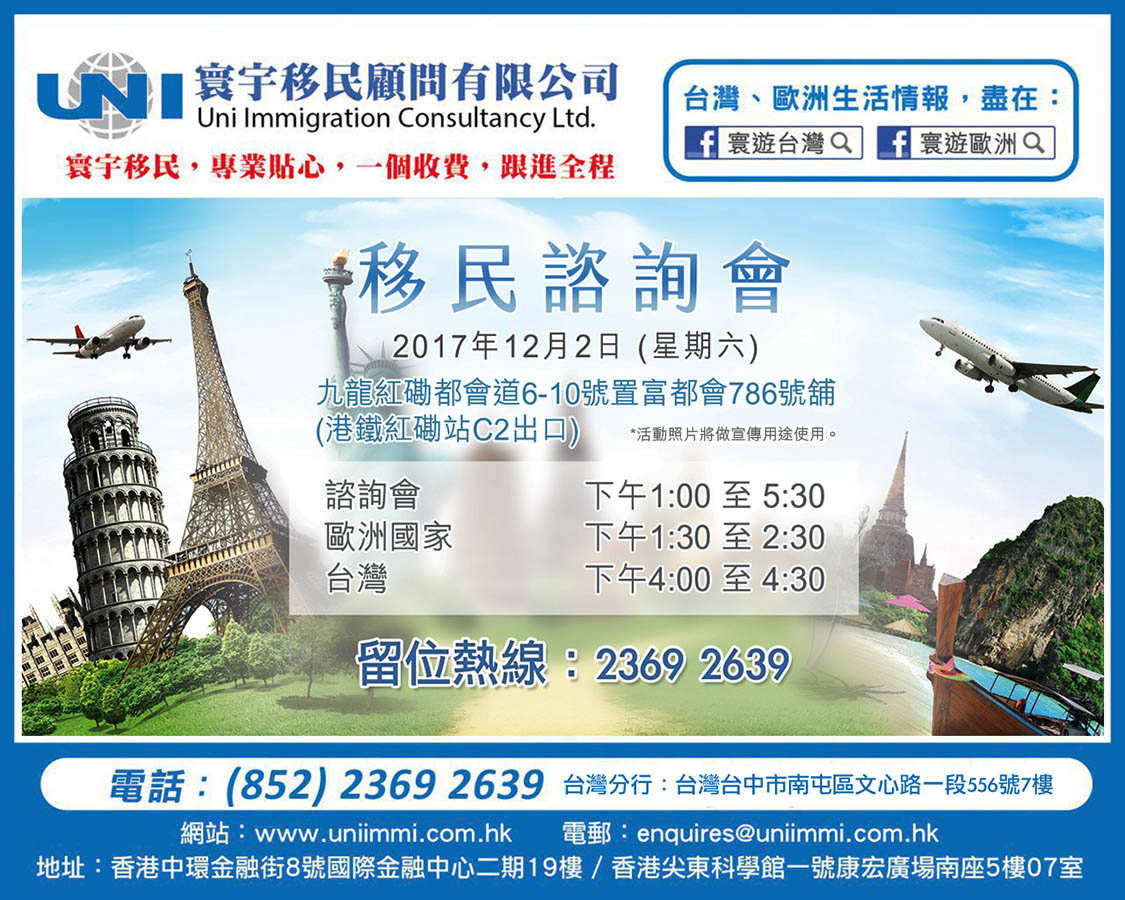 UNI 寰宇移民顧問有限公司
Uni Immigration Consultancy Ltd.
寰宇移民，專業貼心，一個收費，跟進全程
台灣、歐洲生活情報，盡在：
f 寰遊台灣 f 寰遊歐洲
移民諮詢會
2017年12月2日 (星期六)
九龍紅磡都會道6-10號置富都會786號舖
(港鐵紅磡站C2出口) *活動照片將做宣傳用途使用。
諮詢會 下午1:00 至 5:30
歐洲國家 下午1:30 至 2:30
台灣 下午4:00 至 4:30
留位熱線：2369 2639
電話：(852) 2369 2639 台灣分行：台灣台中市南屯區文心路一段556號7樓
網站：www.uniimmi.com.hk 電郵：enquires@uniimmi.com.hk
地址：香港中環金融街8號國際金融中心二期19樓 / 香港尖東科學館一號康宏廣場南座5樓07室